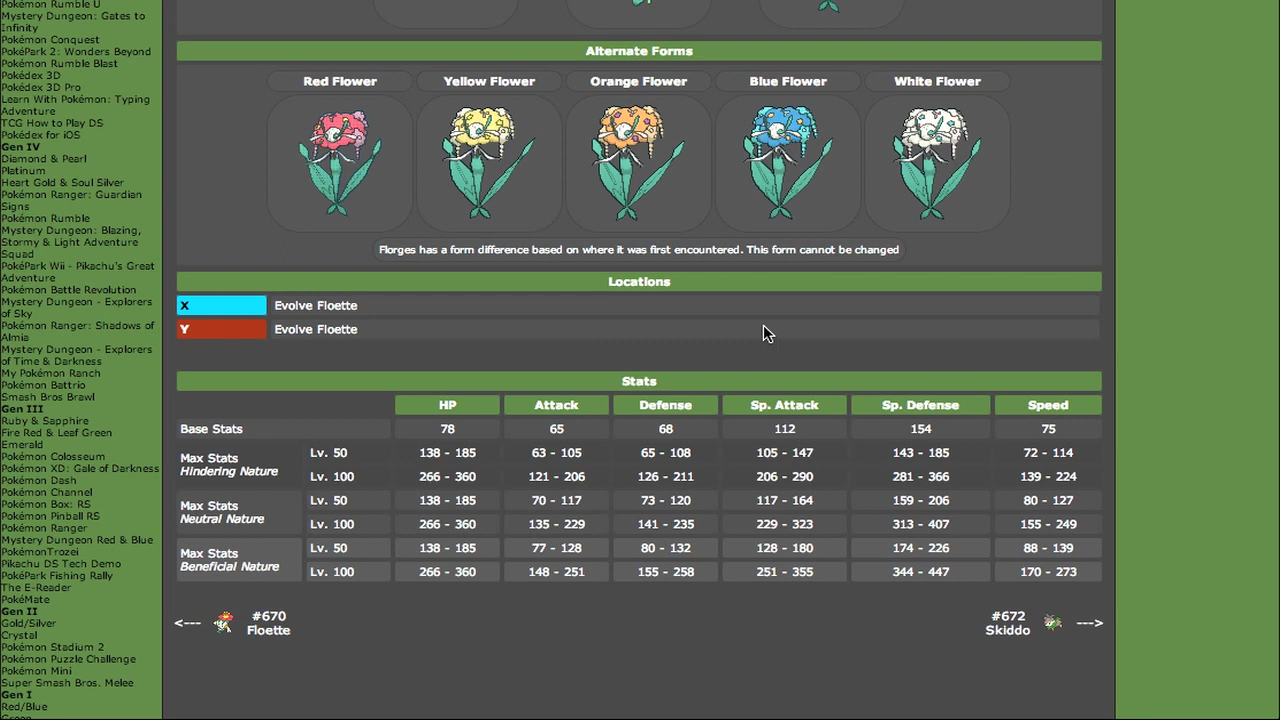 Pokémon Rumble U
Mystery Dungeon: Gates to
Infinity
Pokémon Conquest
PokéPark 2: Wonders Beyond
Pokémon Rumble Blast
Pokédex 3D
Pokédex 3D Pro
Learn With Pokémon: Typing
Adventure
TCG How to Play DS
Pokédex for iOS
Gen IV
Diamond & Pearl
Platinum
Heart Gold & Soul Silver
Pokémon Ranger: Guardian
Signs
Pokémon Rumble
Mystery Dungeon: Blazing,
Stormy & Light Adventure
Squad
PokéPark Wii - Pikachu's Great
Adventure
Pokémon Battle Revolution
Mystery Dungeon - Explorers
of Sky
Pokémon Ranger: Shadows of
Almia
Mystery Dungeon - Explorers
of Time & Darkness
My Pokémon Ranch
Pokémon Battrio
Smash Bros Brawl
Gen III
Ruby & Sapphire
Fire Red & Leaf Green
Emerald
Pokémon Colosseum
Pokémon XD: Gale of Darkness
Pokémon Dash
Pokémon Channel
Pokémon Box: RS
Pokémon Pinball RS
Pokémon Ranger
Mystery Dungeon Red & Blue
PokémonTrozei
Pikachu DS Tech Demo
PokéPark Fishing Rally
The E-Reader
PokéMate
Gen II
Gold/Silver
Crystal
Pokémon Stadium 2
Pokémon Puzzle Challenge
Pokémon Mini
Super Smash Bros. Melee
Gen I
Red/Blue
Green
Alternate Forms
Red Flower Yellow Flower Orange Flower Blue Flower White Flower
Florges has a form difference based on where it was first encountered. This form cannot be changed
Locations
X Evolve Floette
Y Evolve Floette
Stats
HP Attack Defense Sp. Attack Sp. Defense Speed
Base Stats 78 65 68 112 154 75
Max Stats
Hindering Nature
Lv. 50 138 - 185 63 - 105 65 - 108 105 - 147 143 - 185 72 - 114
Lv. 100 266 - 360 121 - 206 126 - 211 206 - 290 281 - 366 139 - 224
Max Stats
Neutral Nature
Lv. 50 138 - 185 70 - 117 73 - 120 117 - 164 159 - 206 80 - 127
Lv. 100 266 - 360 135 - 229 141 - 235 229 - 323 313 - 407 155 - 249
Max Stats
Beneficial Nature
Lv. 50 138 - 185 77 - 128 80 - 132 128 - 180 174 - 226 88 - 139
Lv. 100 266 - 360 148 - 251 155 - 258 251 - 355 344 - 447 170 - 273
<--- #670
Floette
#672 --->
Skiddo